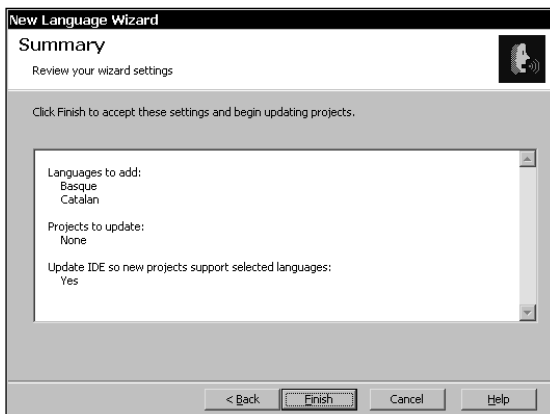 New Language Wizard
Summary
Review your wizard settings
Click Finish to accept these settings and begin updating projects.
Languages to add:
Basque
Catalan
Projects to update:
None
Update IDE so new projects support selected languages:
Yes
< Back Finish Cancel Help